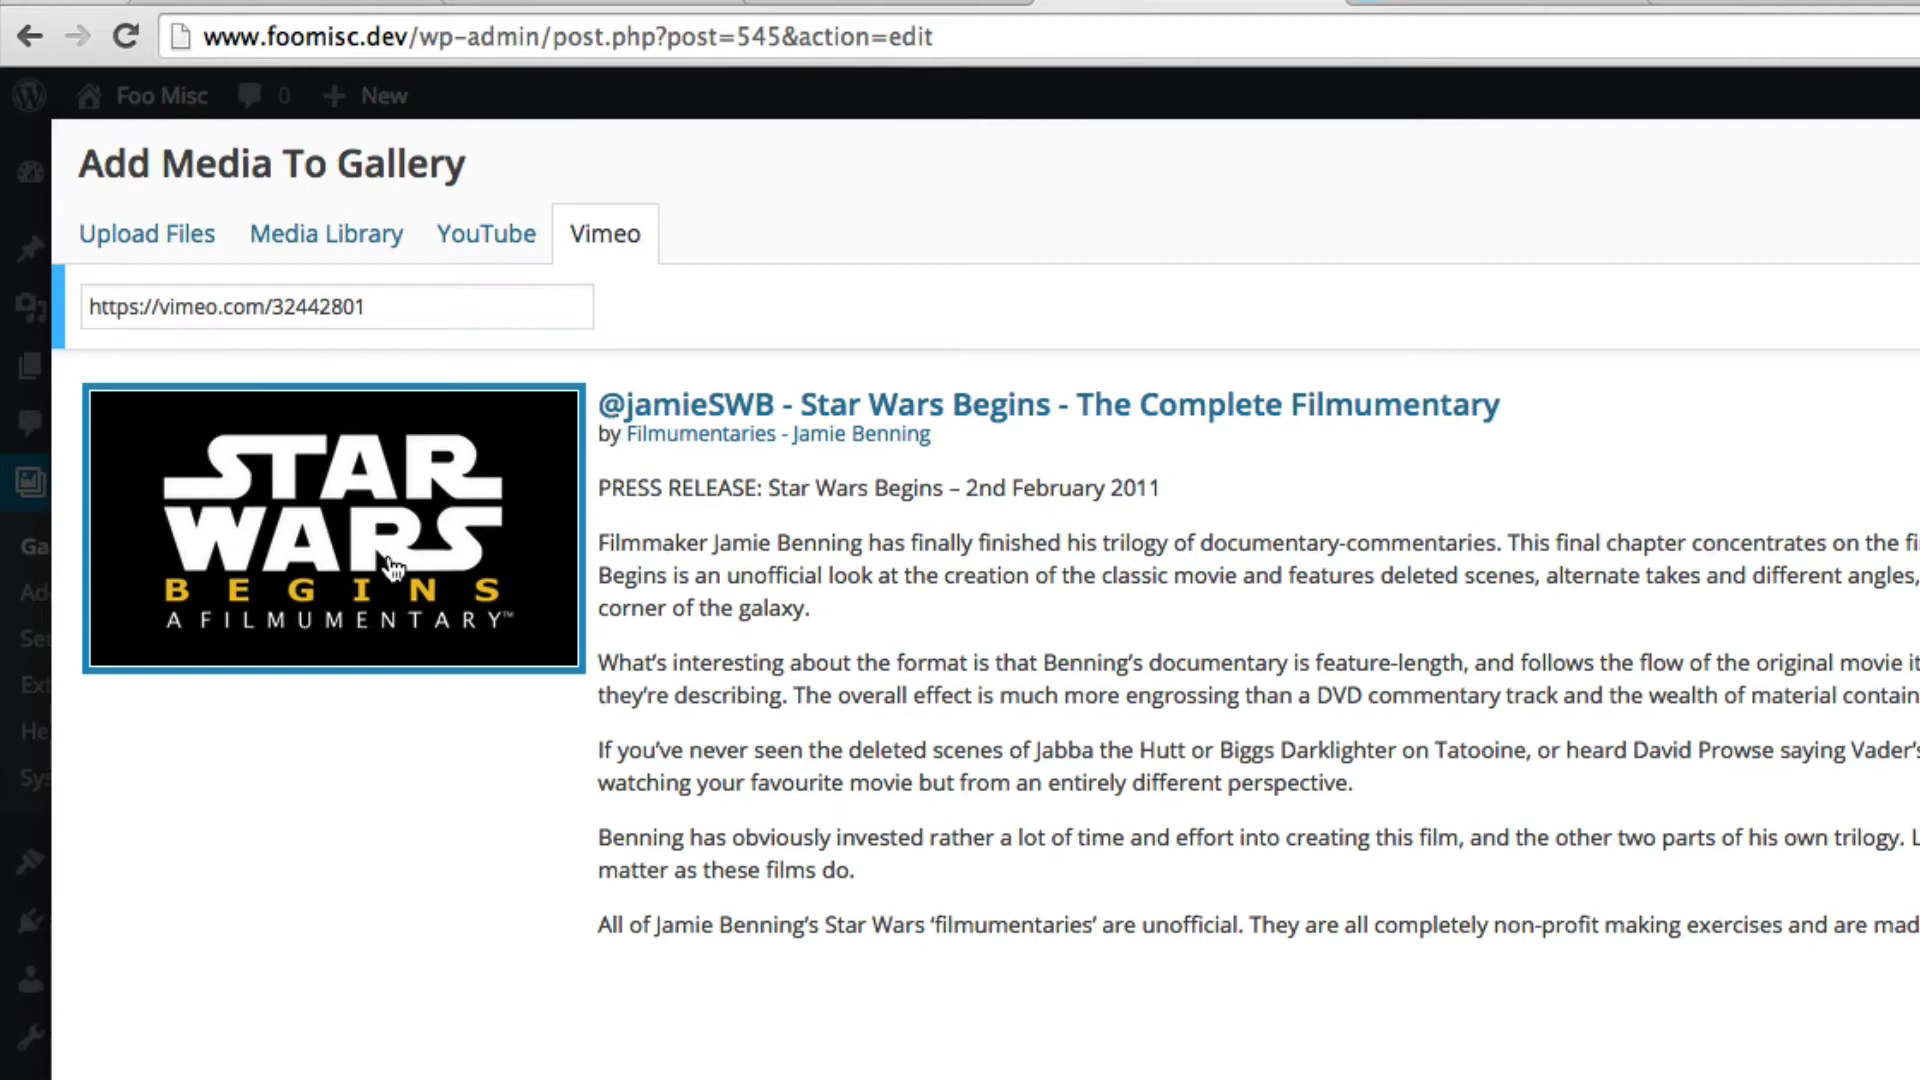 www.foomisc.dev/wp-admin/post.php?post=545&action=edit
Foo Misc 0 + New
Add Media To Gallery
Upload Files Media Library YouTube Vimeo
https://vimeo.com/32442801
STAR
WARS
BEGINS
A FILMUMENTARY™
@jamieSWB - Star Wars Begins - The Complete Filmumentary
by Filmumentaries - Jamie Benning
PRESS RELEASE: Star Wars Begins – 2nd February 2011
Filmmaker Jamie Benning has finally finished his trilogy of documentary-commentaries. This final chapter concentrates on the fi
Begins is an unofficial look at the creation of the classic movie and features deleted scenes, alternate takes and different angles,
corner of the galaxy.
What’s interesting about the format is that Benning’s documentary is feature-length, and follows the flow of the original movie it
they’re describing. The overall effect is much more engrossing than a DVD commentary track and the wealth of material contain
If you’ve never seen the deleted scenes of Jabba the Hutt or Biggs Darklighter on Tatooine, or heard David Prowse saying Vader’s
watching your favourite movie but from an entirely different perspective.
Benning has obviously invested rather a lot of time and effort into creating this film, and the other two parts of his own trilogy. L
matter as these films do.
All of Jamie Benning’s Star Wars ‘filmumentaries’ are unofficial. They are all completely non-profit making exercises and are mad
Ga
Ad
Set
Ext
He
Sys